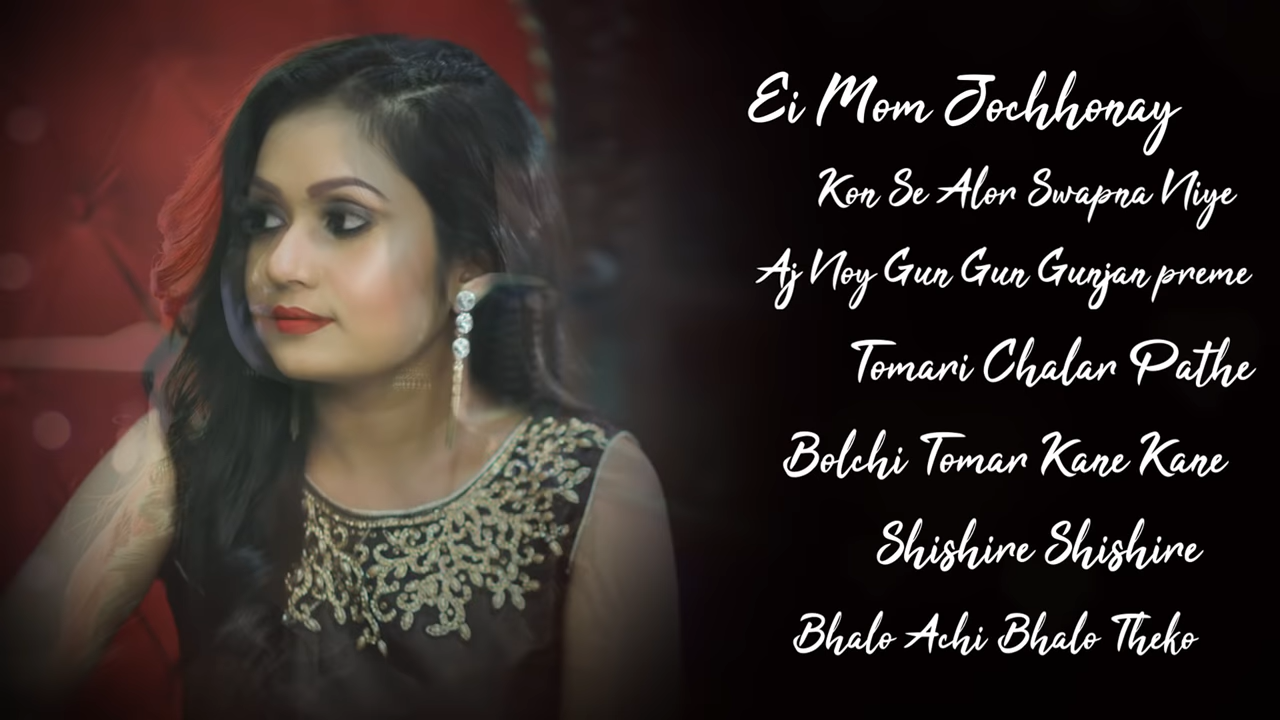 Ei Mom Jochhonay
Kon Se Alor Swapna Niye
Aj Noy Gun Gun Gunjan preme
Tomari Chalar Pathe
Bolchi Tomar Kane Kane
Shishire Shishire
Bhalo Achi Bhalo Theko